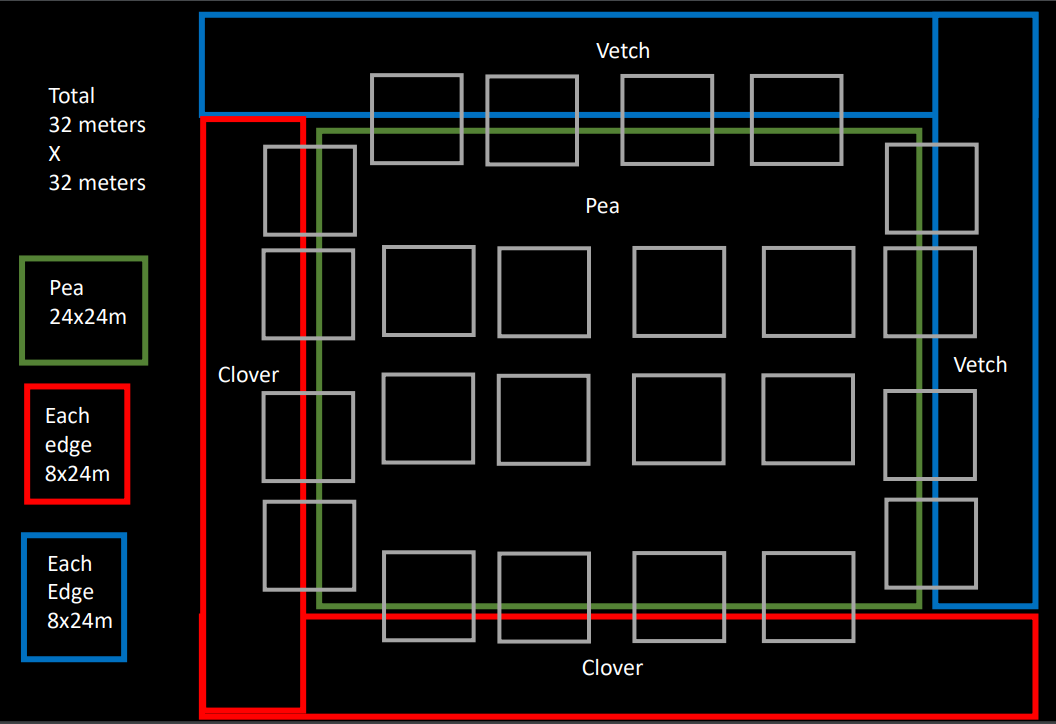 Vetch
Total
32 meters
X
32 meters
Pea
Pea
24x24m
Clover
Vetch
Each
edge
8x24m
Each
Edge
8x24m
Clover